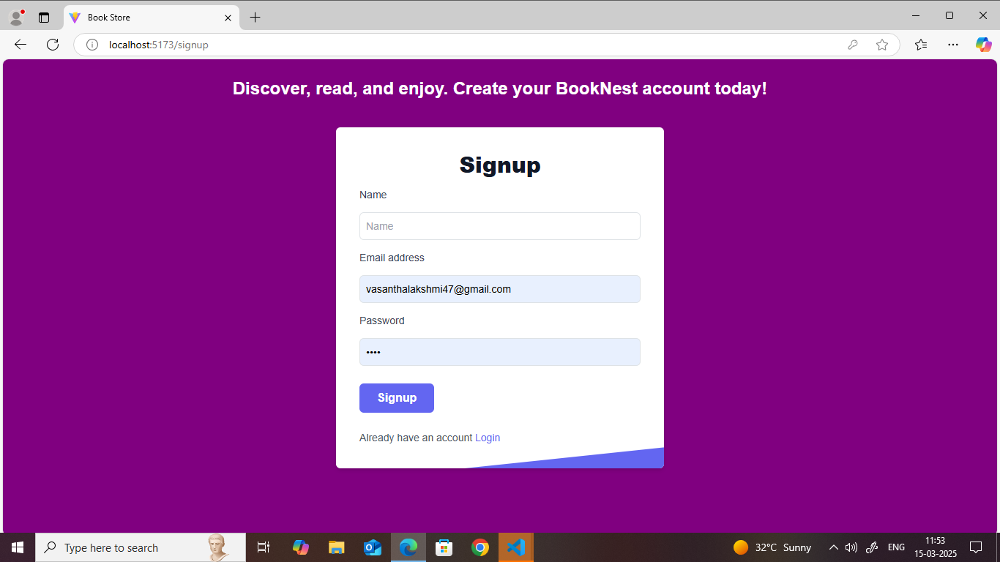 Book Store
localhost:5173/signup
Discover, read, and enjoy. Create your BookNest account today!
Signup
Name
Name
Email address
vasanthalakshmi47@gmail.com
Password
••••
Signup
Already have an account Login
Type here to search
32°C Sunny
ENG
11:53
15-03-2025